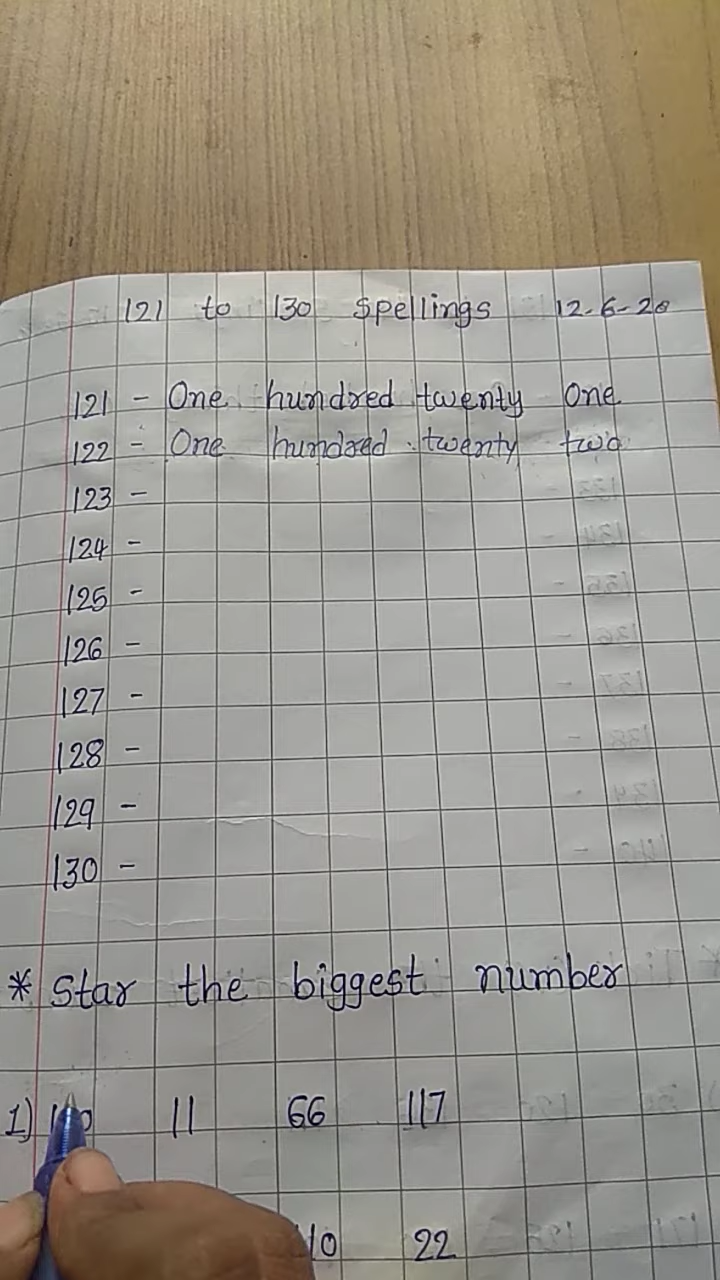 121 to 130 Spellings 12-6-20
121 - One hundred twenty One
122 - One hundred twenty two
123 -
124 -
125 -
126 -
127 -
128 -
129 -
130 -
* Star the biggest number
1) 11 66 117
22